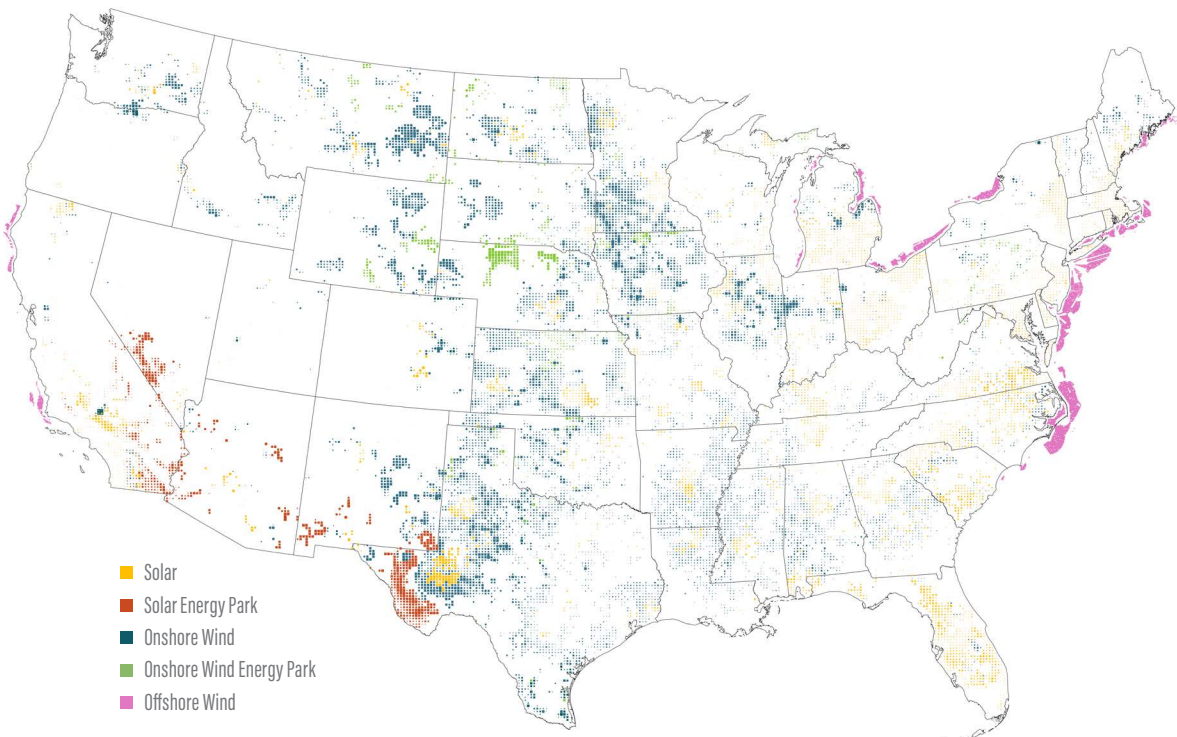 Solar
Solar Energy Park
Onshore Wind
Onshore Wind Energy Park
Offshore Wind